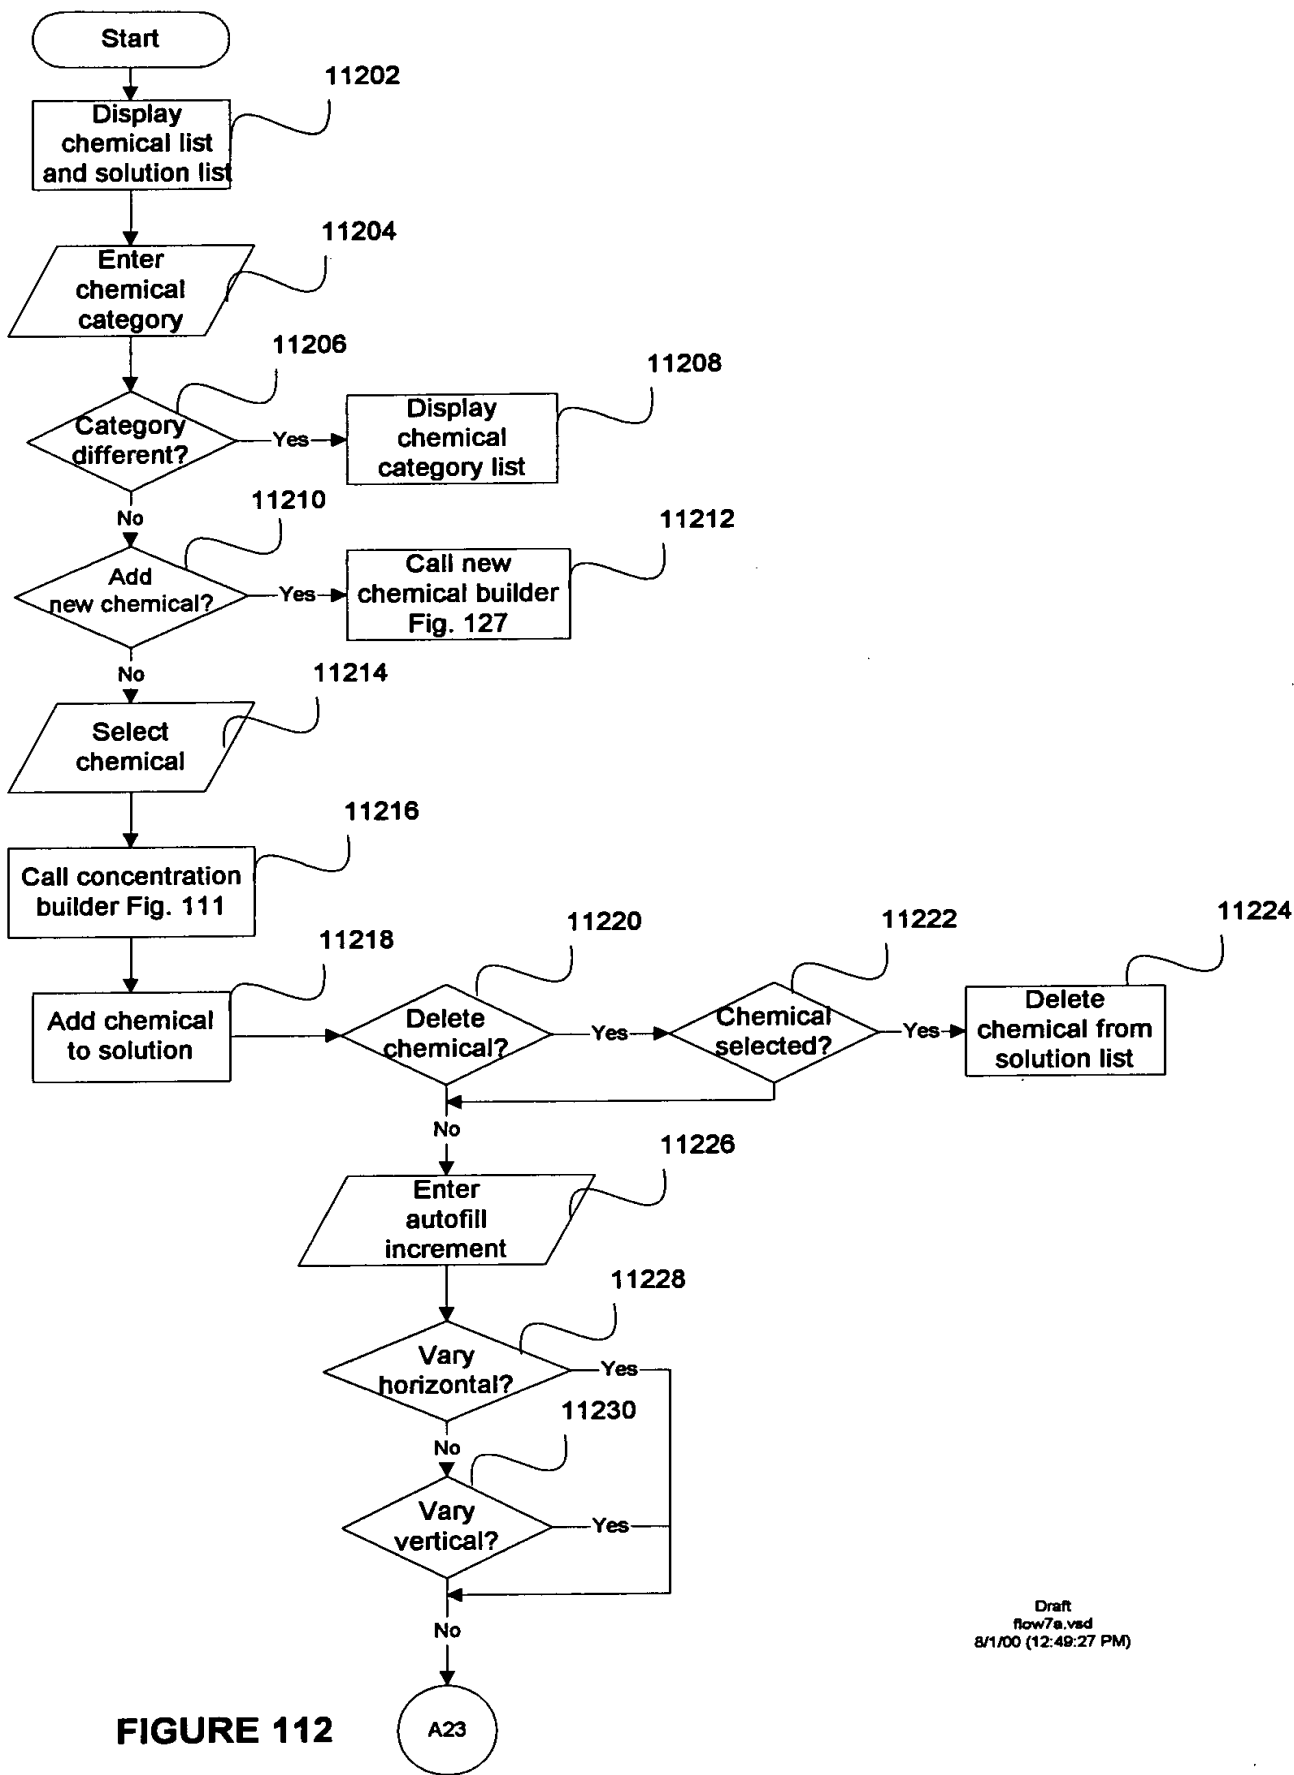 Start
11202
Display
chemical list
and solution list
11204
Enter
chemical
category
11206
Category
different?
Yes
11208
Display
chemical
category list
No
11210
Add
new chemical?
Yes
11212
Call new
chemical builder
Fig. 127
No
11214
Select
chemical
11216
Call concentration
builder Fig. 111
11218
Add chemical
to solution
11220
Delete
chemical?
Yes
11222
Chemical
selected?
Yes
11224
Delete
chemical from
solution list
No
11226
Enter
autofill
increment
11228
Vary
horizontal?
Yes
No
11230
Vary
vertical?
Yes
No
A23
FIGURE 112
Draft
flow7a.vsd
8/1/00 (12:49:27 PM)